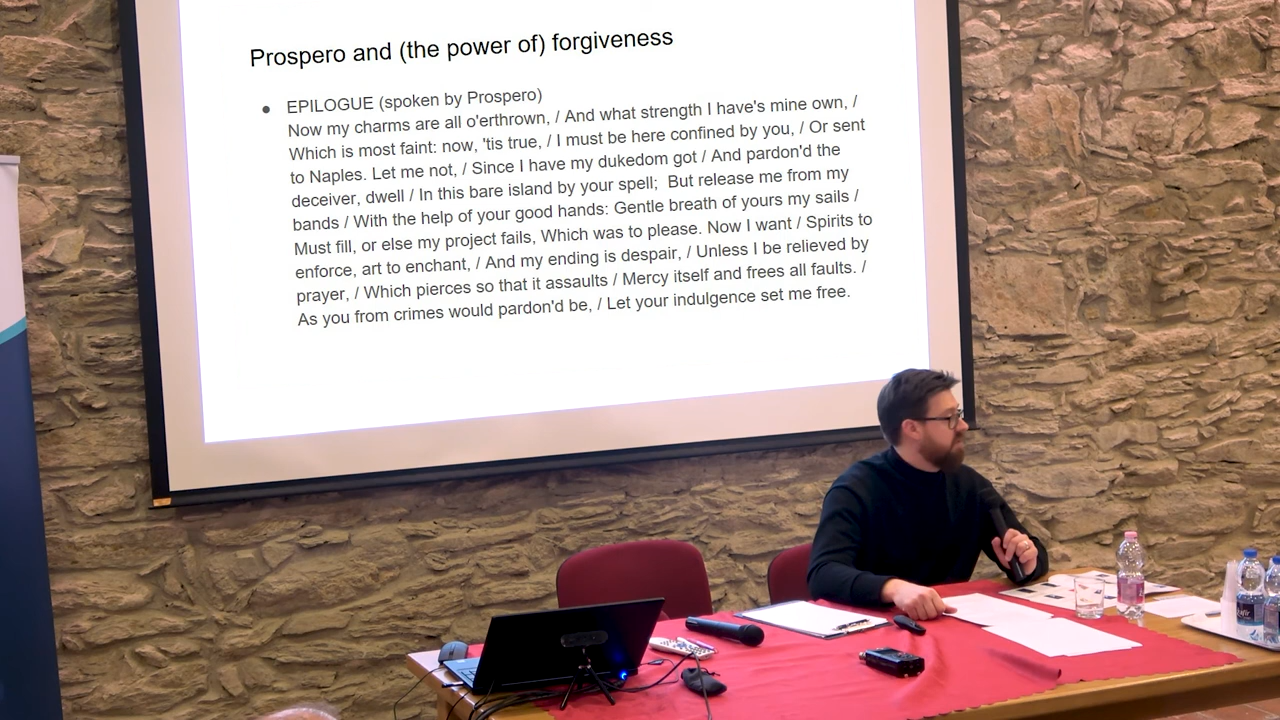 Prospero and (the power of) forgiveness
● EPILOGUE (spoken by Prospero)
Now my charms are all o'erthrown, / And what strength I have's mine own, /
Which is most faint: now, 'tis true, / I must be here confined by you, / Or sent
to Naples. Let me not, / Since I have my dukedom got / And pardon'd the
deceiver, dwell / In this bare island by your spell;  But release me from my
bands / With the help of your good hands: Gentle breath of yours my sails /
Must fill, or else my project fails, Which was to please. Now I want / Spirits to
enforce, art to enchant, / And my ending is despair, / Unless I be relieved by
prayer, / Which pierces so that it assaults / Mercy itself and frees all faults. /
As you from crimes would pardon'd be, / Let your indulgence set me free.